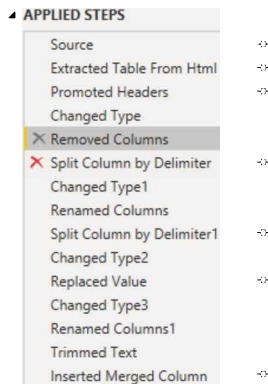 APPLIED STEPS
Source
Extracted Table From Html
Promoted Headers
Changed Type
Removed Columns
Split Column by Delimiter
Changed Type1
Renamed Columns
Split Column by Delimiter1
Changed Type2
Replaced Value
Changed Type3
Renamed Columns1
Trimmed Text
Inserted Merged Column